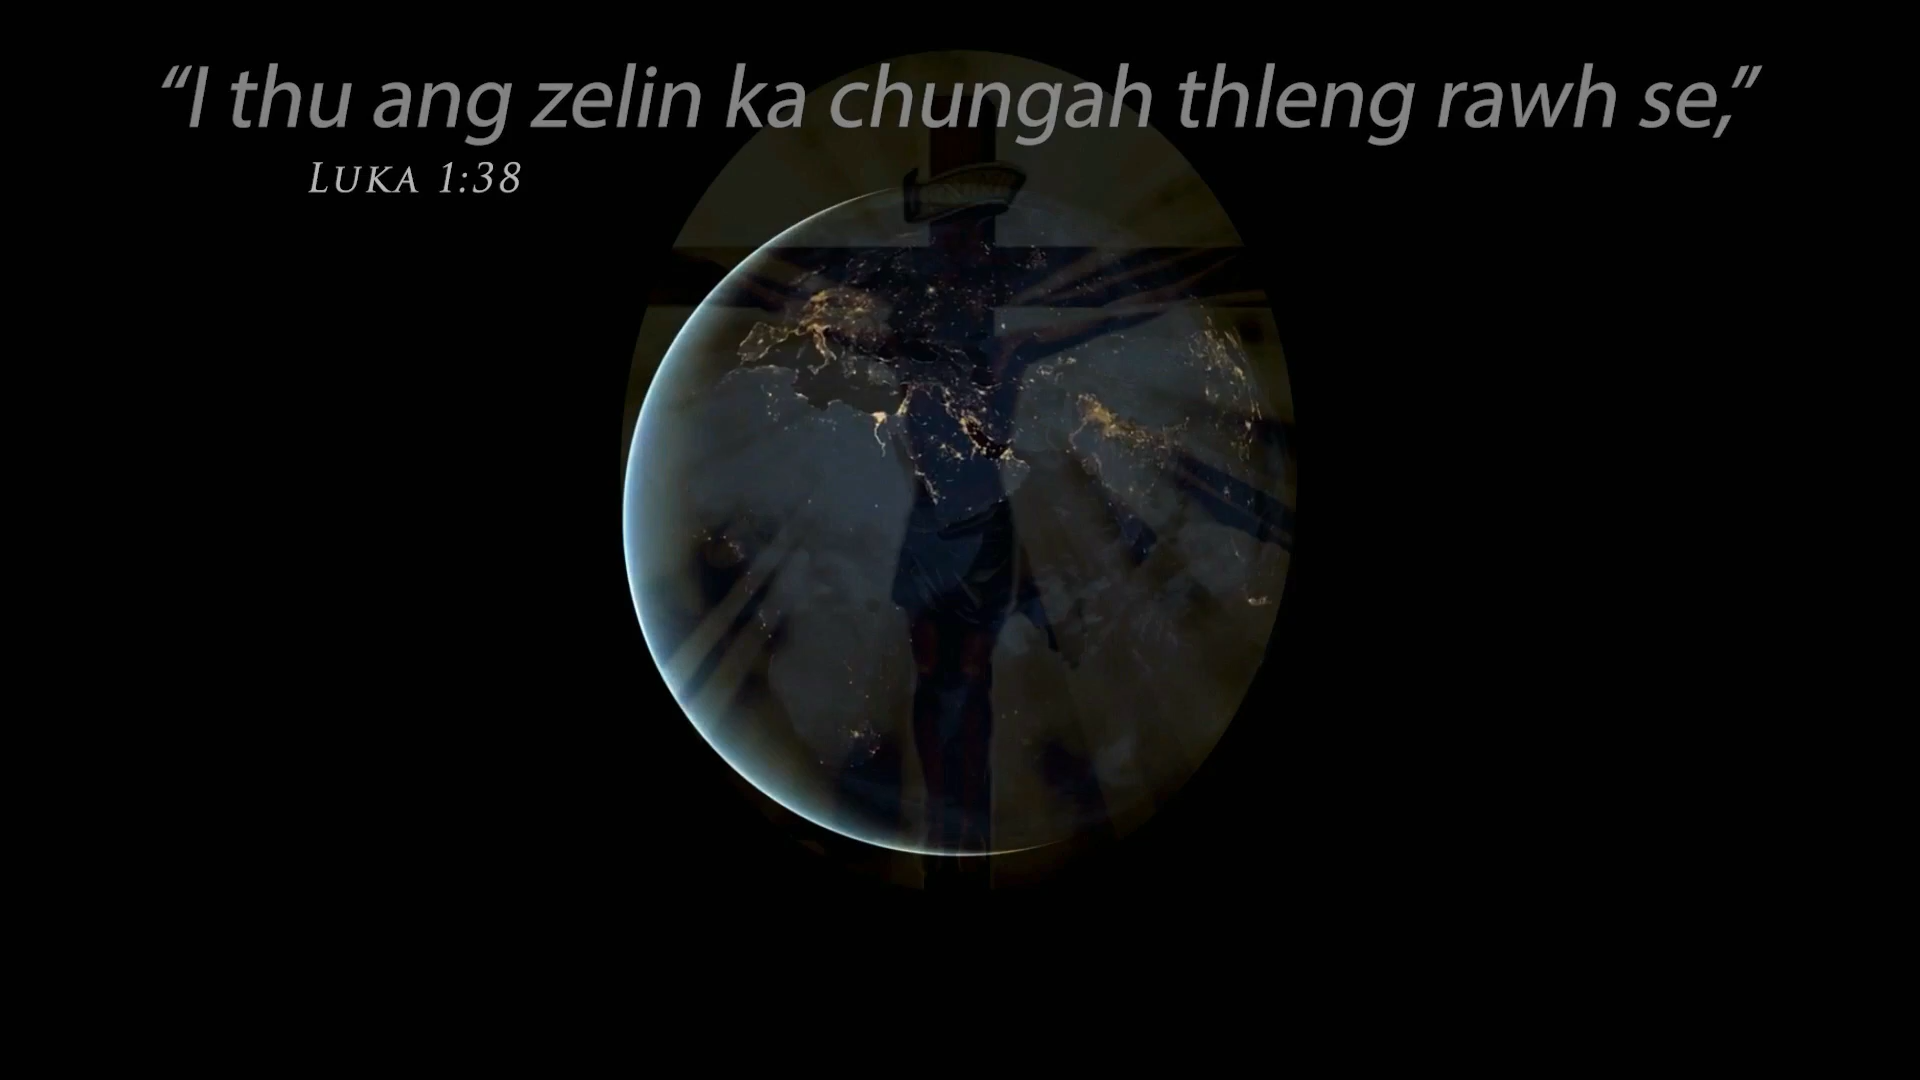 “I thu ang zelin ka chungah thleng rawh se,”
LUKA 1:38